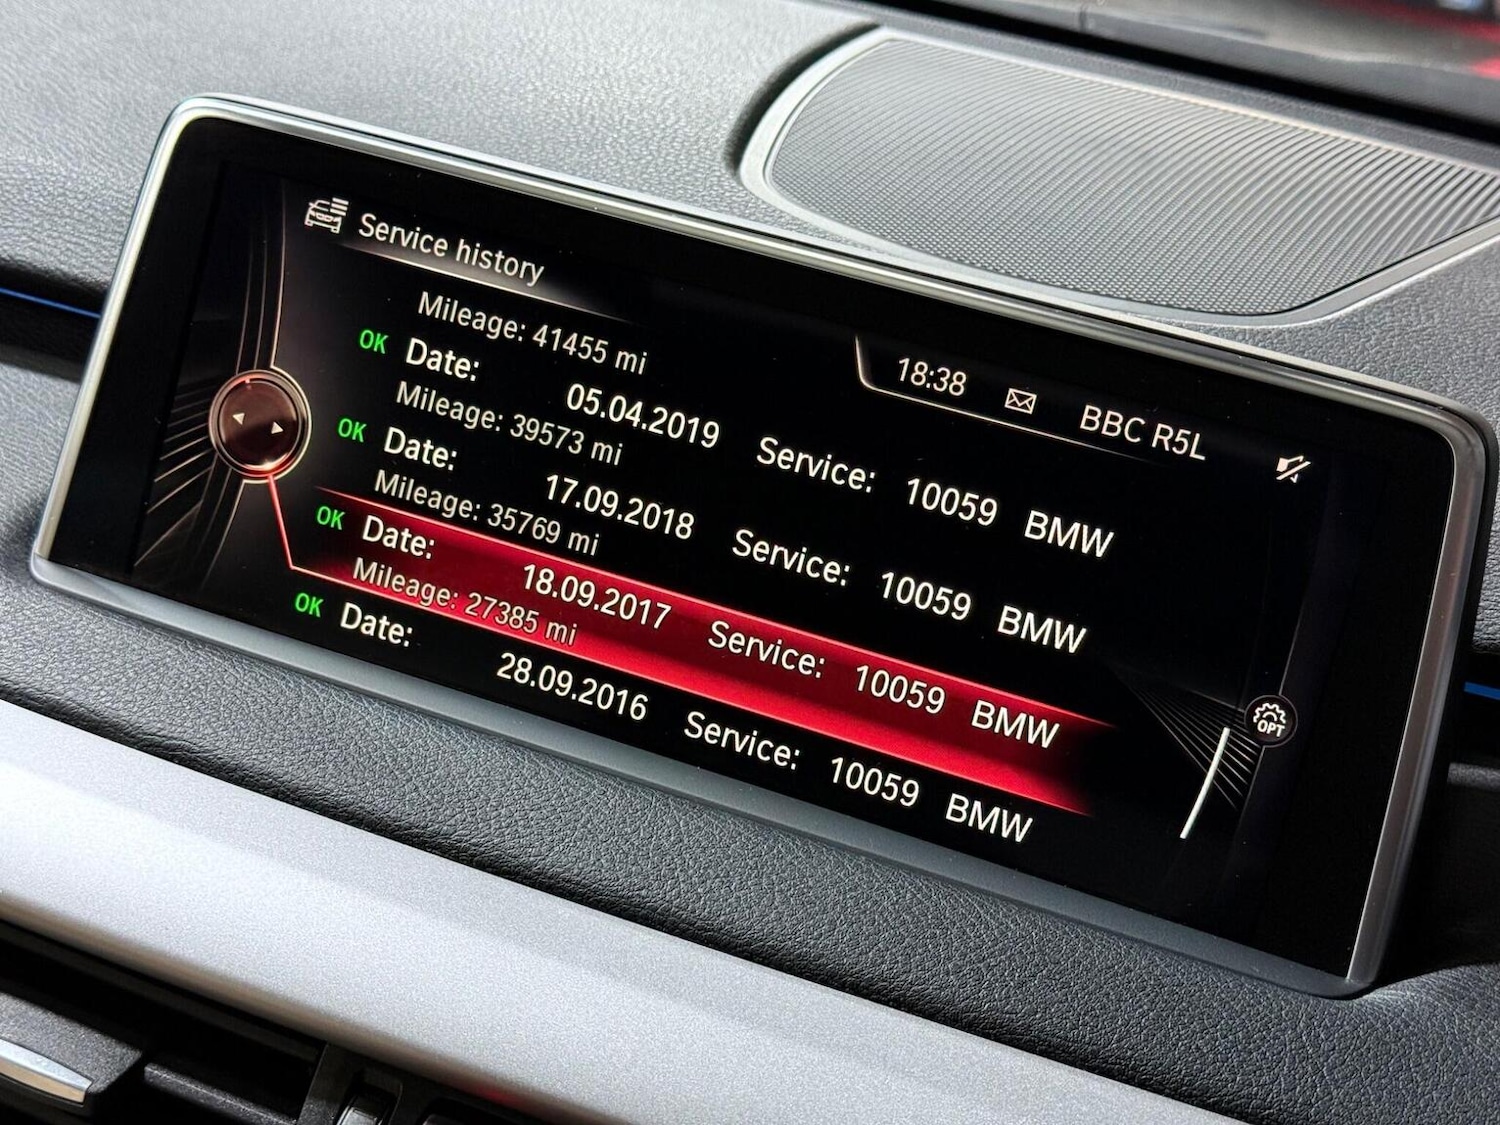 Service history
18:38 BBC R5L
Mileage: 41455 mi
OK Date: 05.04.2019 Service: 10059 BMW
Mileage: 39573 mi
OK Date: 17.09.2018 Service: 10059 BMW
Mileage: 35769 mi
OK Date: 18.09.2017 Service: 10059 BMW
Mileage: 27385 mi
OK Date: 28.09.2016 Service: 10059 BMW
OPT